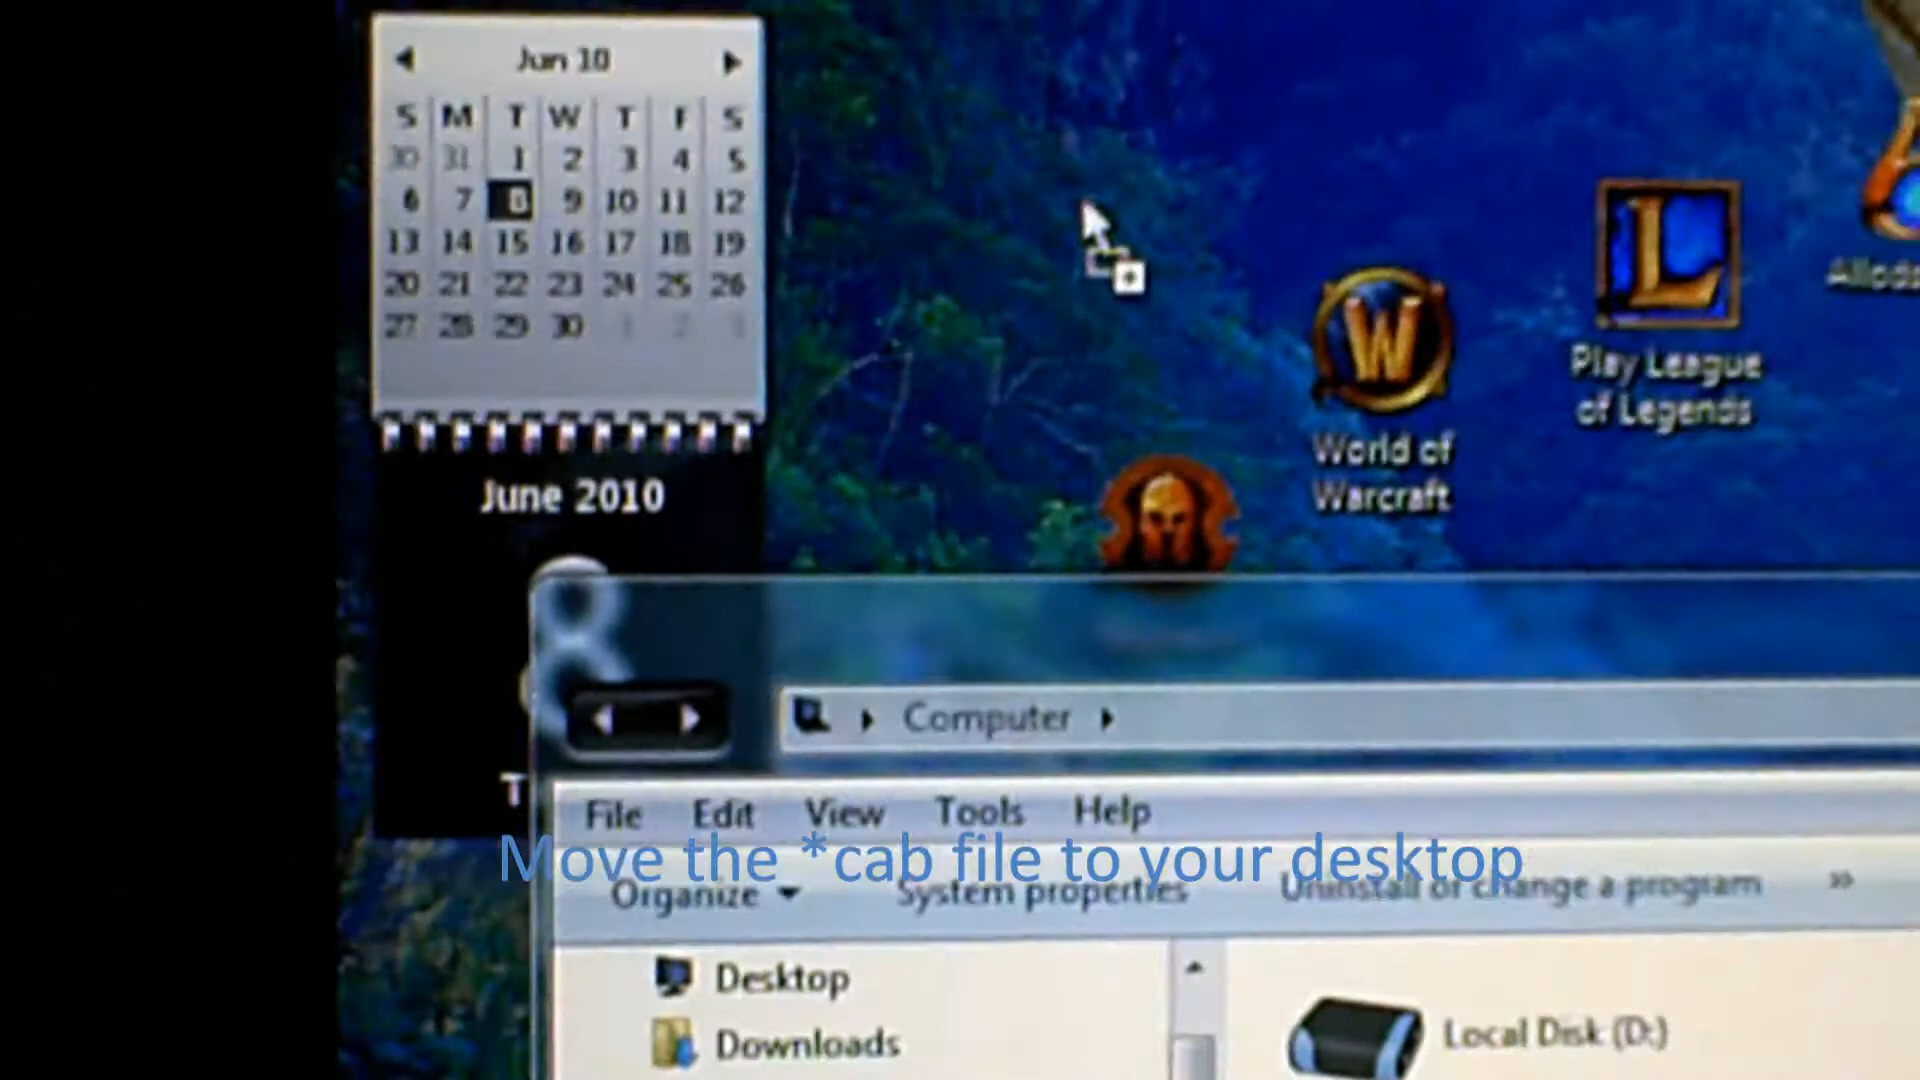 Jun 10
S M T W T F S
30 31 1 2 3 4 5
6 7 8 9 10 11 12
13 14 15 16 17 18 19
20 21 22 23 24 25 26
27 28 29 30 1 2 3
June 2010
8
World of
Warcraft
Play League
of Legends
Allods
Computer
File Edit View Tools Help
Move the *cab file to your desktop
Organize System properties Uninstall or change a program
Desktop
Downloads
Local Disk (D:)